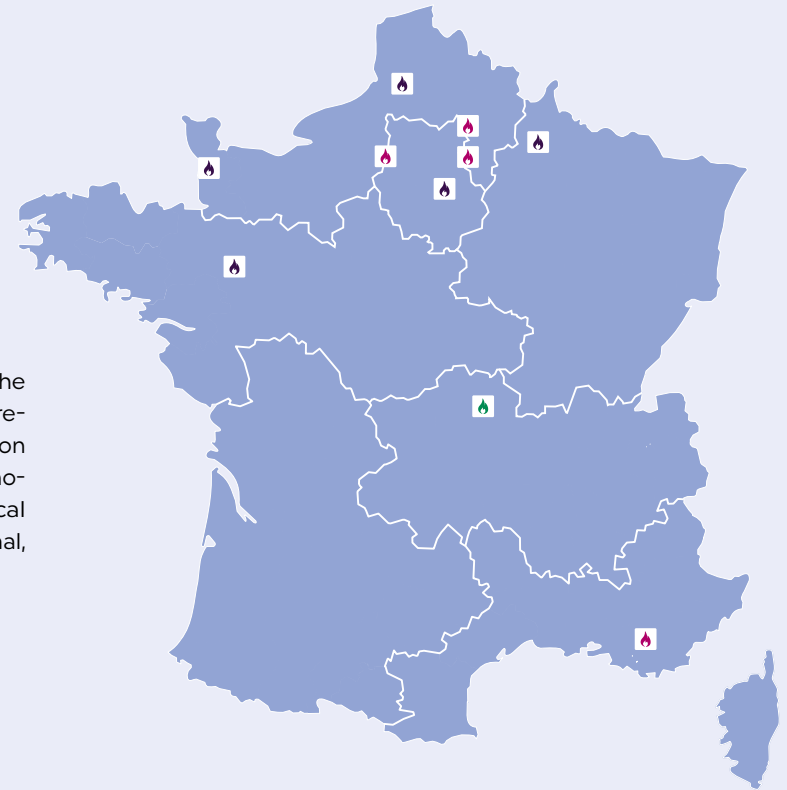 he
re-
on
no-
cal
nal,